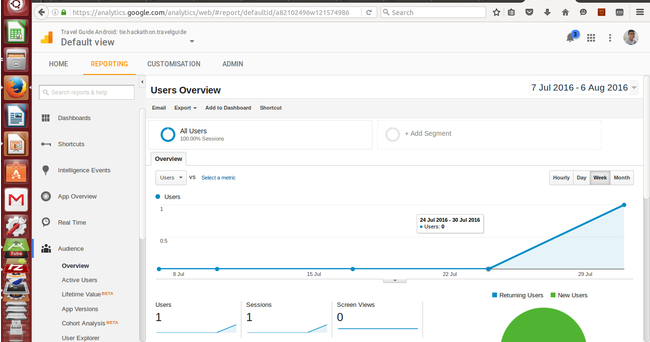 https://analytics.google.com/analytics/web/#report/defaultid/a82102496w121574986
Search
Travel Guide Android: tie.hackathon.travelguide
Default view
HOME REPORTING CUSTOMISATION ADMIN
Search reports & help
Dashboards
Shortcuts
Intelligence Events
App Overview
Real Time
Audience
Overview
Active Users
Lifetime Value BETA
App Versions
Cohort Analysis BETA
User Explorer
Users Overview
7 Jul 2016 - 6 Aug 2016
Email Export Add to Dashboard Shortcut
All Users
100.00% Sessions
+ Add Segment
Overview
Users VS Select a metric
Hourly Day Week Month
Users
1
0.5
24 Jul 2016 - 30 Jul 2016
Users: 0
8 Jul 15 Jul 22 Jul 29 Jul
Users
1
Sessions
1
Screen Views
0
Returning Users New Users